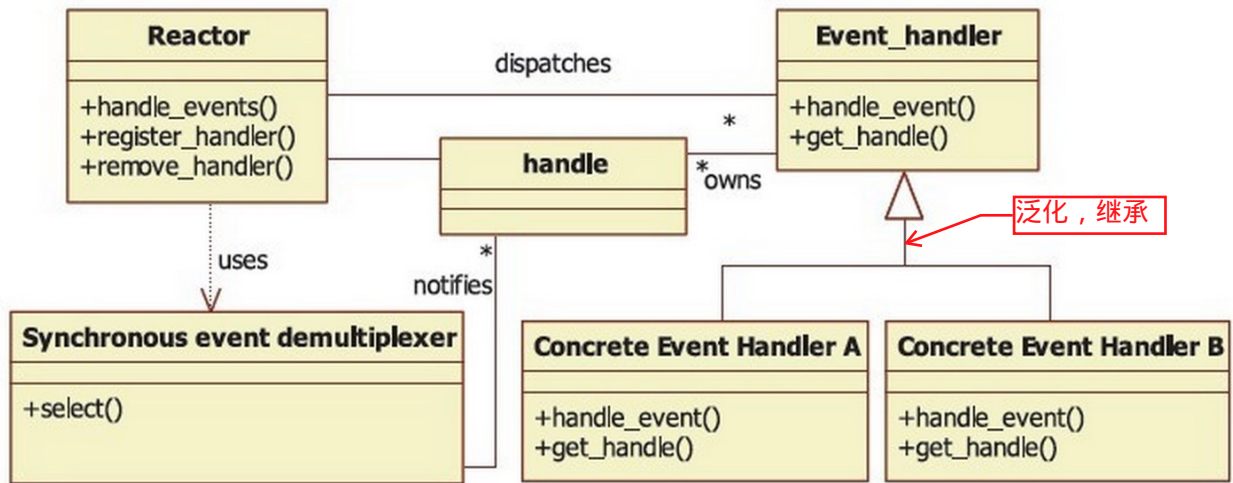 Reactor
+handle_events()
+register_handler()
+remove_handler()
dispatches
*
Event_handler
+handle_event()
+get_handle()
handle
*
owns
泛化，继承
uses
*
notifies
Synchronous event demultiplexer
+select()
Concrete Event Handler A
+handle_event()
+get_handle()
Concrete Event Handler B
+handle_event()
+get_handle()